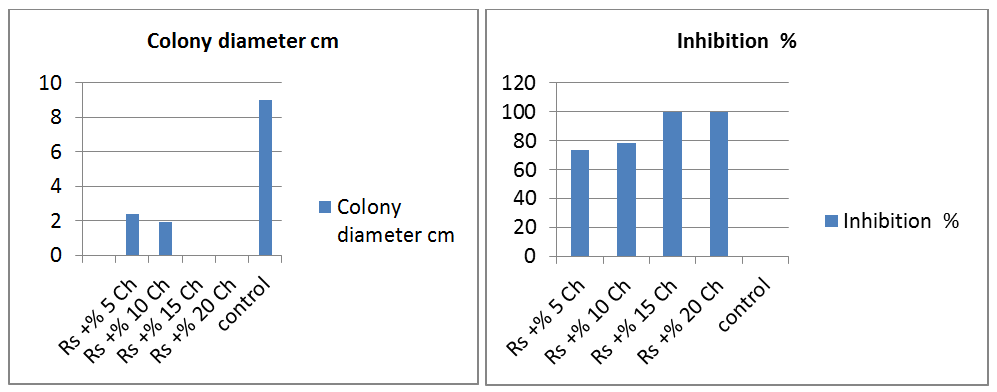 Colony diameter cm
10
8
6
4
2
0
Rs +% 5 Ch
Rs +% 10 Ch
Rs +% 15 Ch
Rs +% 20 Ch
control
Colony
diameter cm
Inhibition %
120
100
80
60
40
20
0
Rs +% 5 Ch
Rs +% 10 Ch
Rs +% 15 Ch
Rs +% 20 Ch
control
Inhibition %